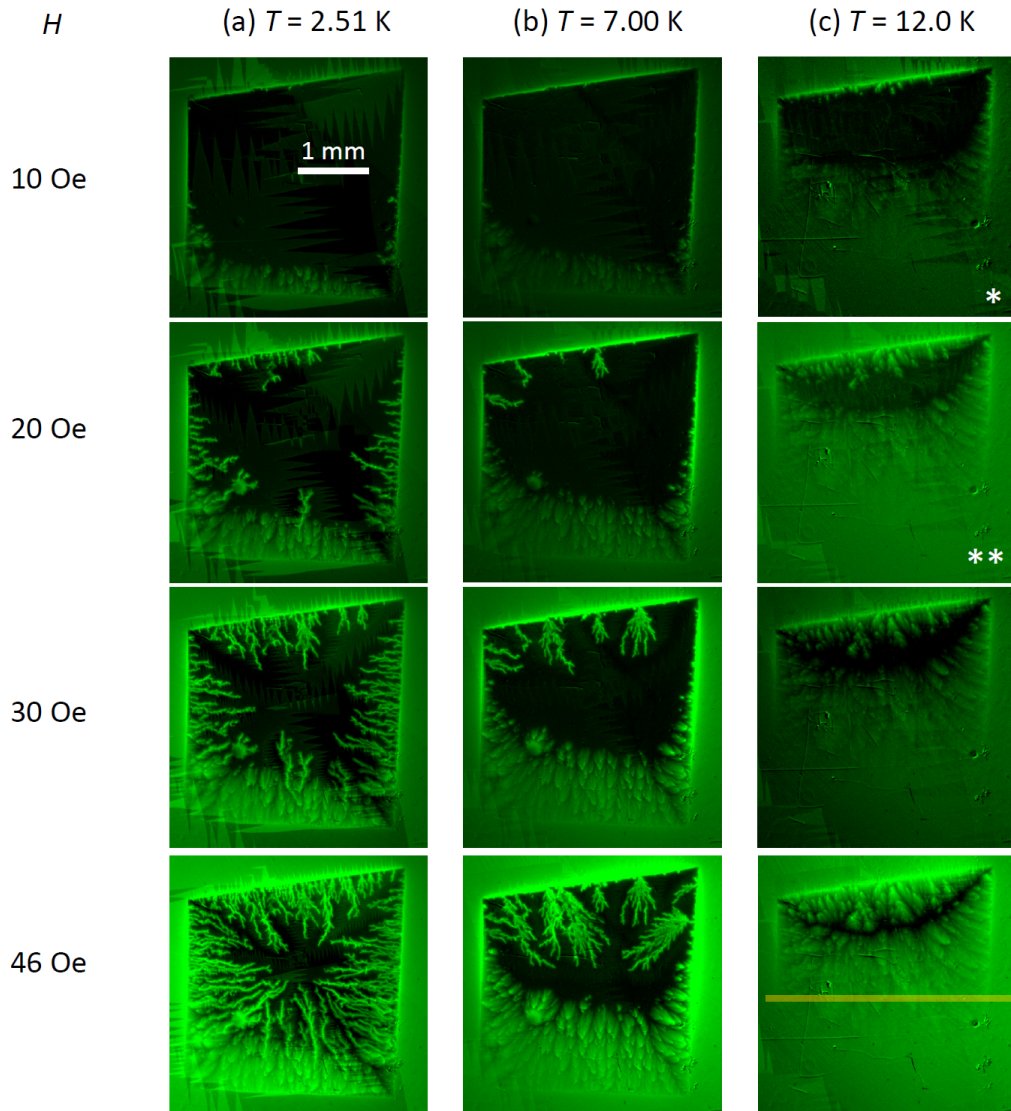 H (a) T = 2.51 K (b) T = 7.00 K (c) T = 12.0 K
1 mm
10 Oe
*
20 Oe
**
30 Oe
46 Oe